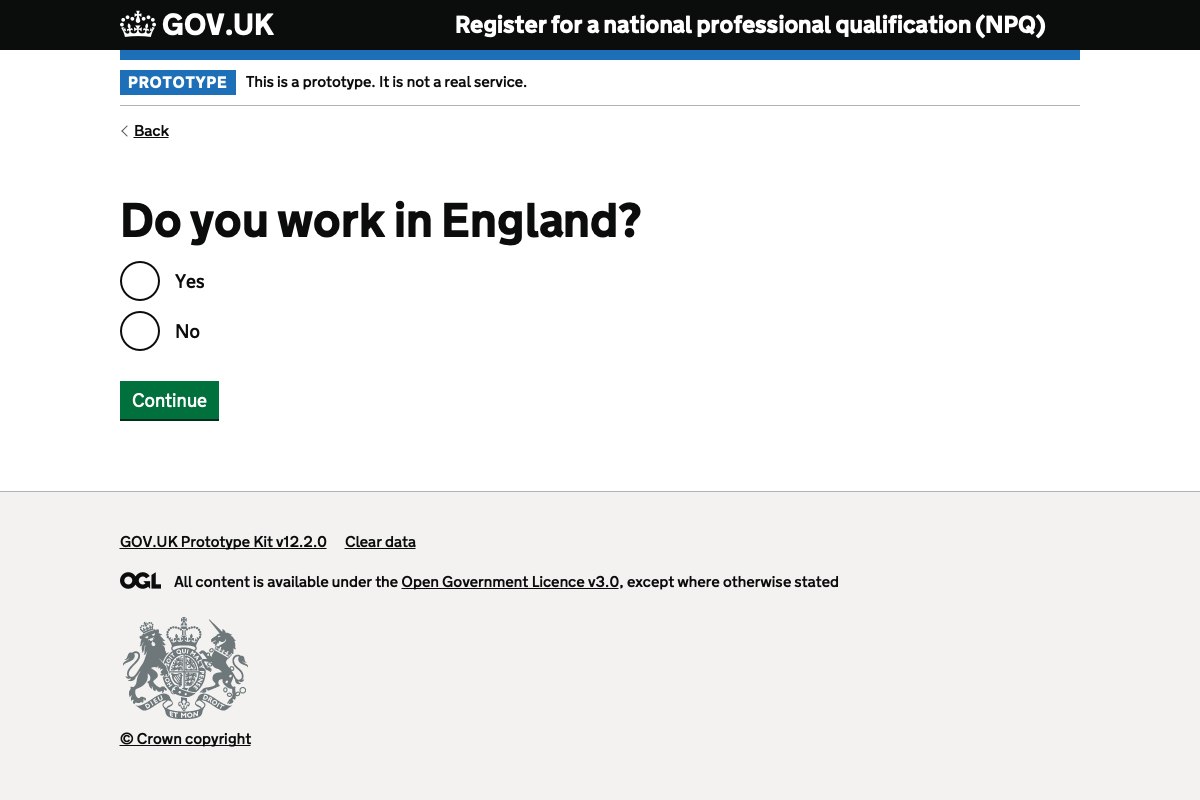 GOV.UK Register for a national professional qualification (NPQ)
PROTOTYPE This is a prototype. It is not a real service.
Back
Do you work in England?
Yes
No
Continue
GOV.UK Prototype Kit v12.2.0 Clear data
OGL All content is available under the Open Government Licence v3.0, except where otherwise stated
DIEU ET MON DROIT
© Crown copyright